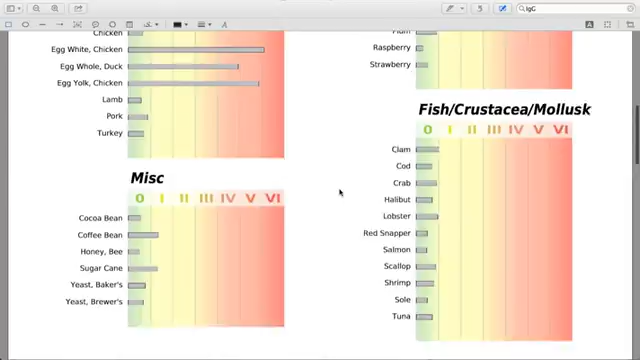 IgG
Chicken
Egg White, Chicken
Egg Whole, Duck
Egg Yolk, Chicken
Lamb
Pork
Turkey
Misc
0 I II III IV V VI
Cocoa Bean
Coffee Bean
Honey, Bee
Sugar Cane
Yeast, Baker's
Yeast, Brewer's
Plum
Raspberry
Strawberry
Fish/Crustacea/Mollusk
0 I II III IV V VI
Clam
Cod
Crab
Halibut
Lobster
Red Snapper
Salmon
Scallop
Shrimp
Sole
Tuna